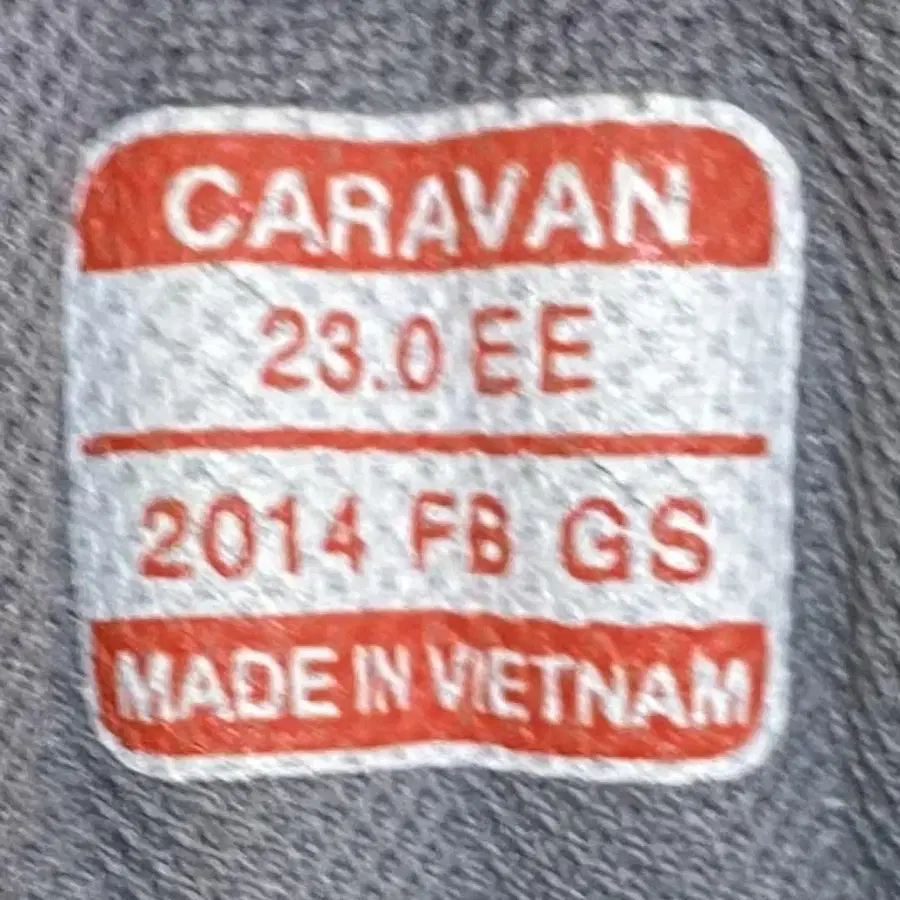 CARAVAN
23.0 EE
2014 FB GS
MADE IN VIETNAM